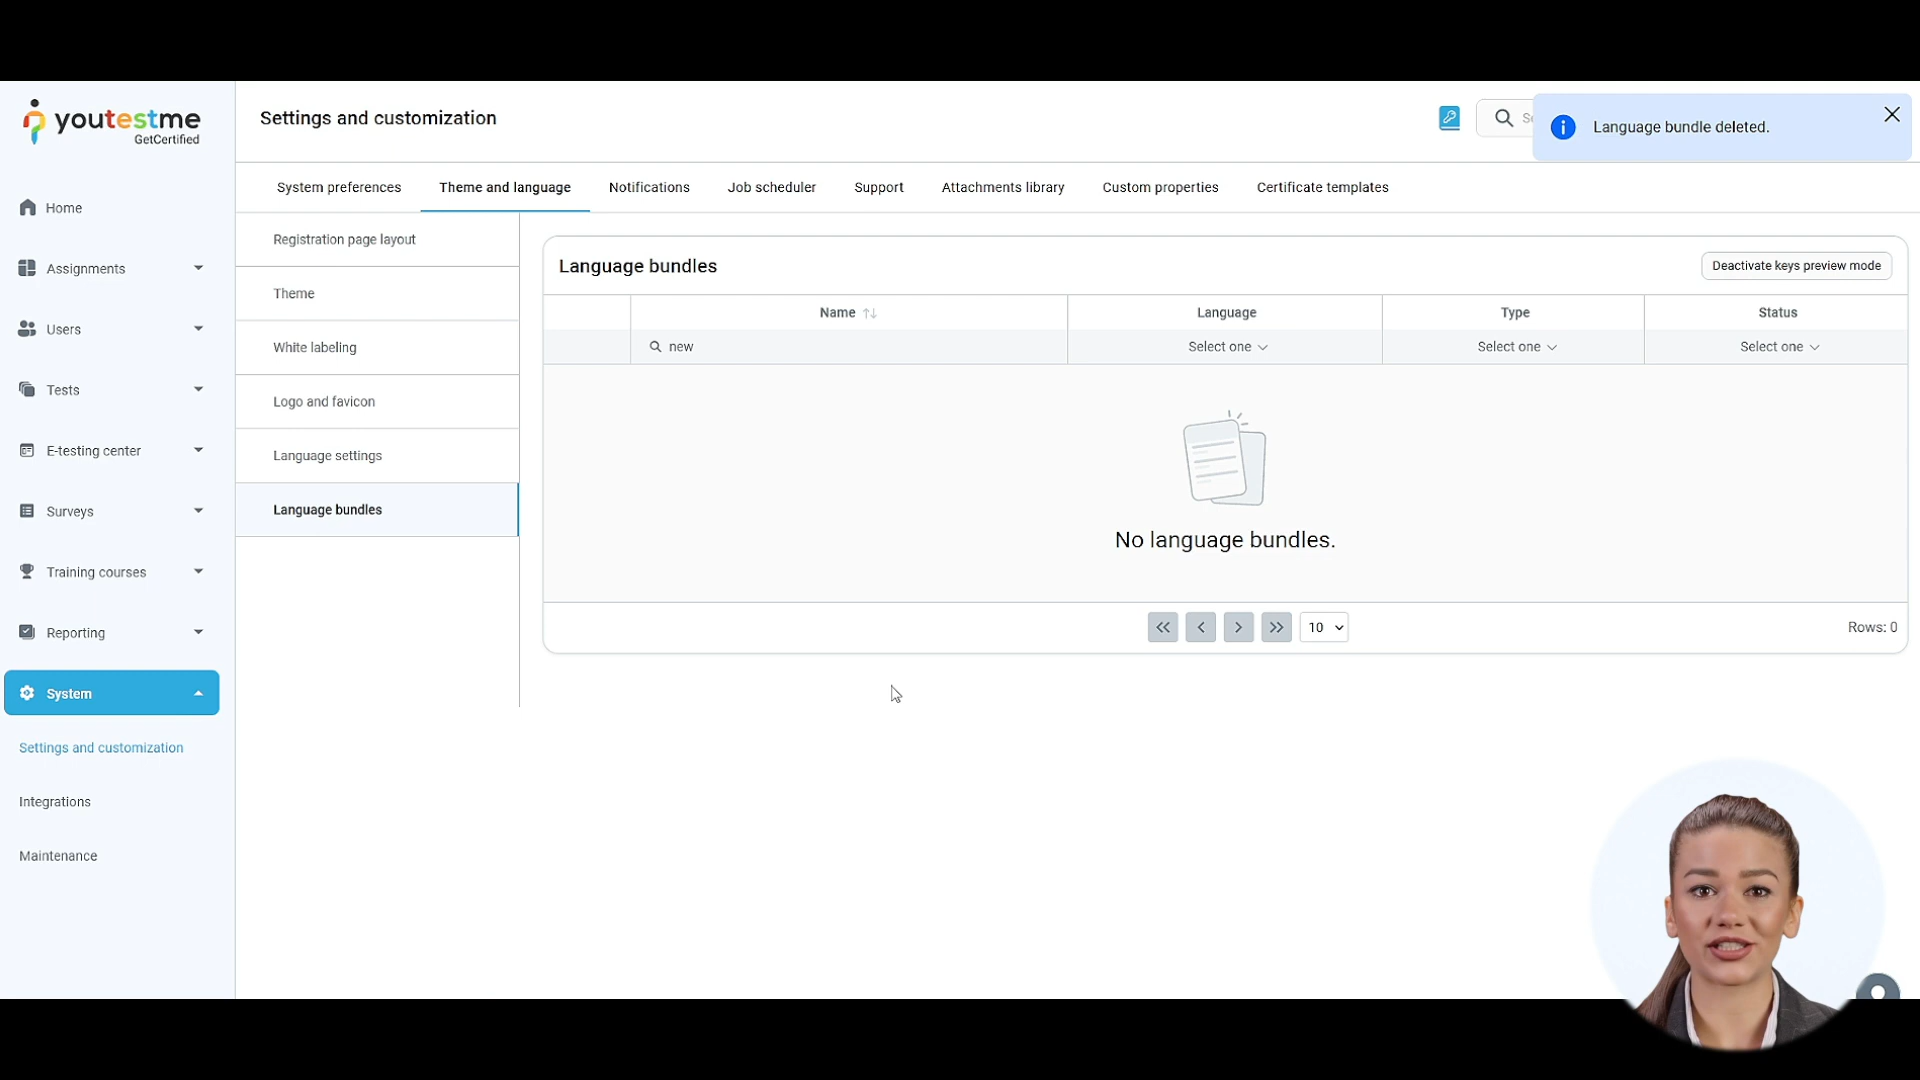 youtestme
GetCertified
Settings and customization
Language bundle deleted.
Home
Assignments
Users
Tests
E-testing center
Surveys
Training courses
Reporting
System
Settings and customization
Integrations
Maintenance
System preferences
Theme and language
Notifications
Job scheduler
Support
Attachments library
Custom properties
Certificate templates
Registration page layout
Theme
White labeling
Logo and favicon
Language settings
Language bundles
Language bundles
Deactivate keys preview mode
Name Language Type Status
new Select one Select one Select one
No language bundles.
10
Rows: 0